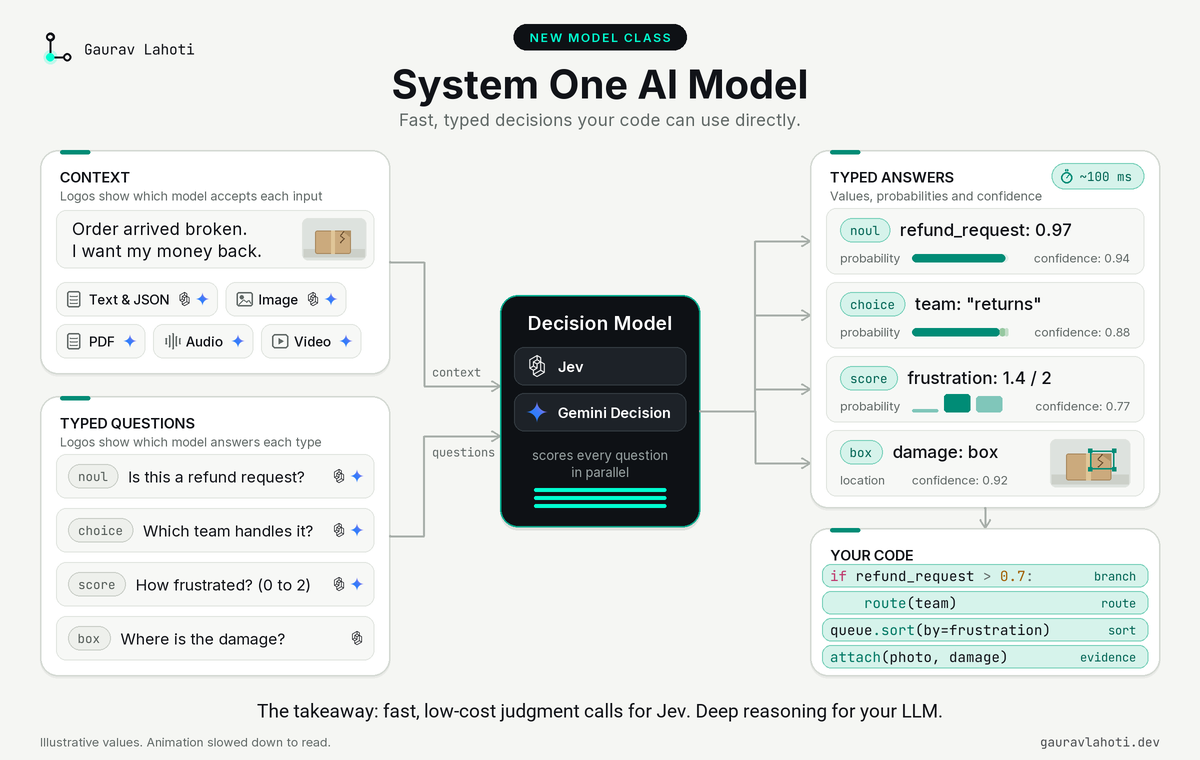 Gaurav Lahoti
NEW MODEL CLASS
System One AI Model
Fast, typed decisions your code can use directly.
CONTEXT
Logos show which model accepts each input
Order arrived broken.
I want my money back.
Text & JSON
Image
PDF
Audio
Video
TYPED QUESTIONS
Logos show which model answers each type
noul Is this a refund request?
choice Which team handles it?
score How frustrated? (0 to 2)
box Where is the damage?
context
questions
Decision Model
Jev
Gemini Decision
scores every question
in parallel
TYPED ANSWERS
~100 ms
Values, probabilities and confidence
noul refund_request: 0.97
probability confidence: 0.94
choice team: "returns"
probability confidence: 0.88
score frustration: 1.4 / 2
probability confidence: 0.77
box damage: box
location confidence: 0.92
YOUR CODE
if refund_request > 0.7: branch
route(team) route
queue.sort(by=frustration) sort
attach(photo, damage) evidence
The takeaway: fast, low-cost judgment calls for Jev. Deep reasoning for your LLM.
Illustrative values. Animation slowed down to read.
gauravlahoti.dev